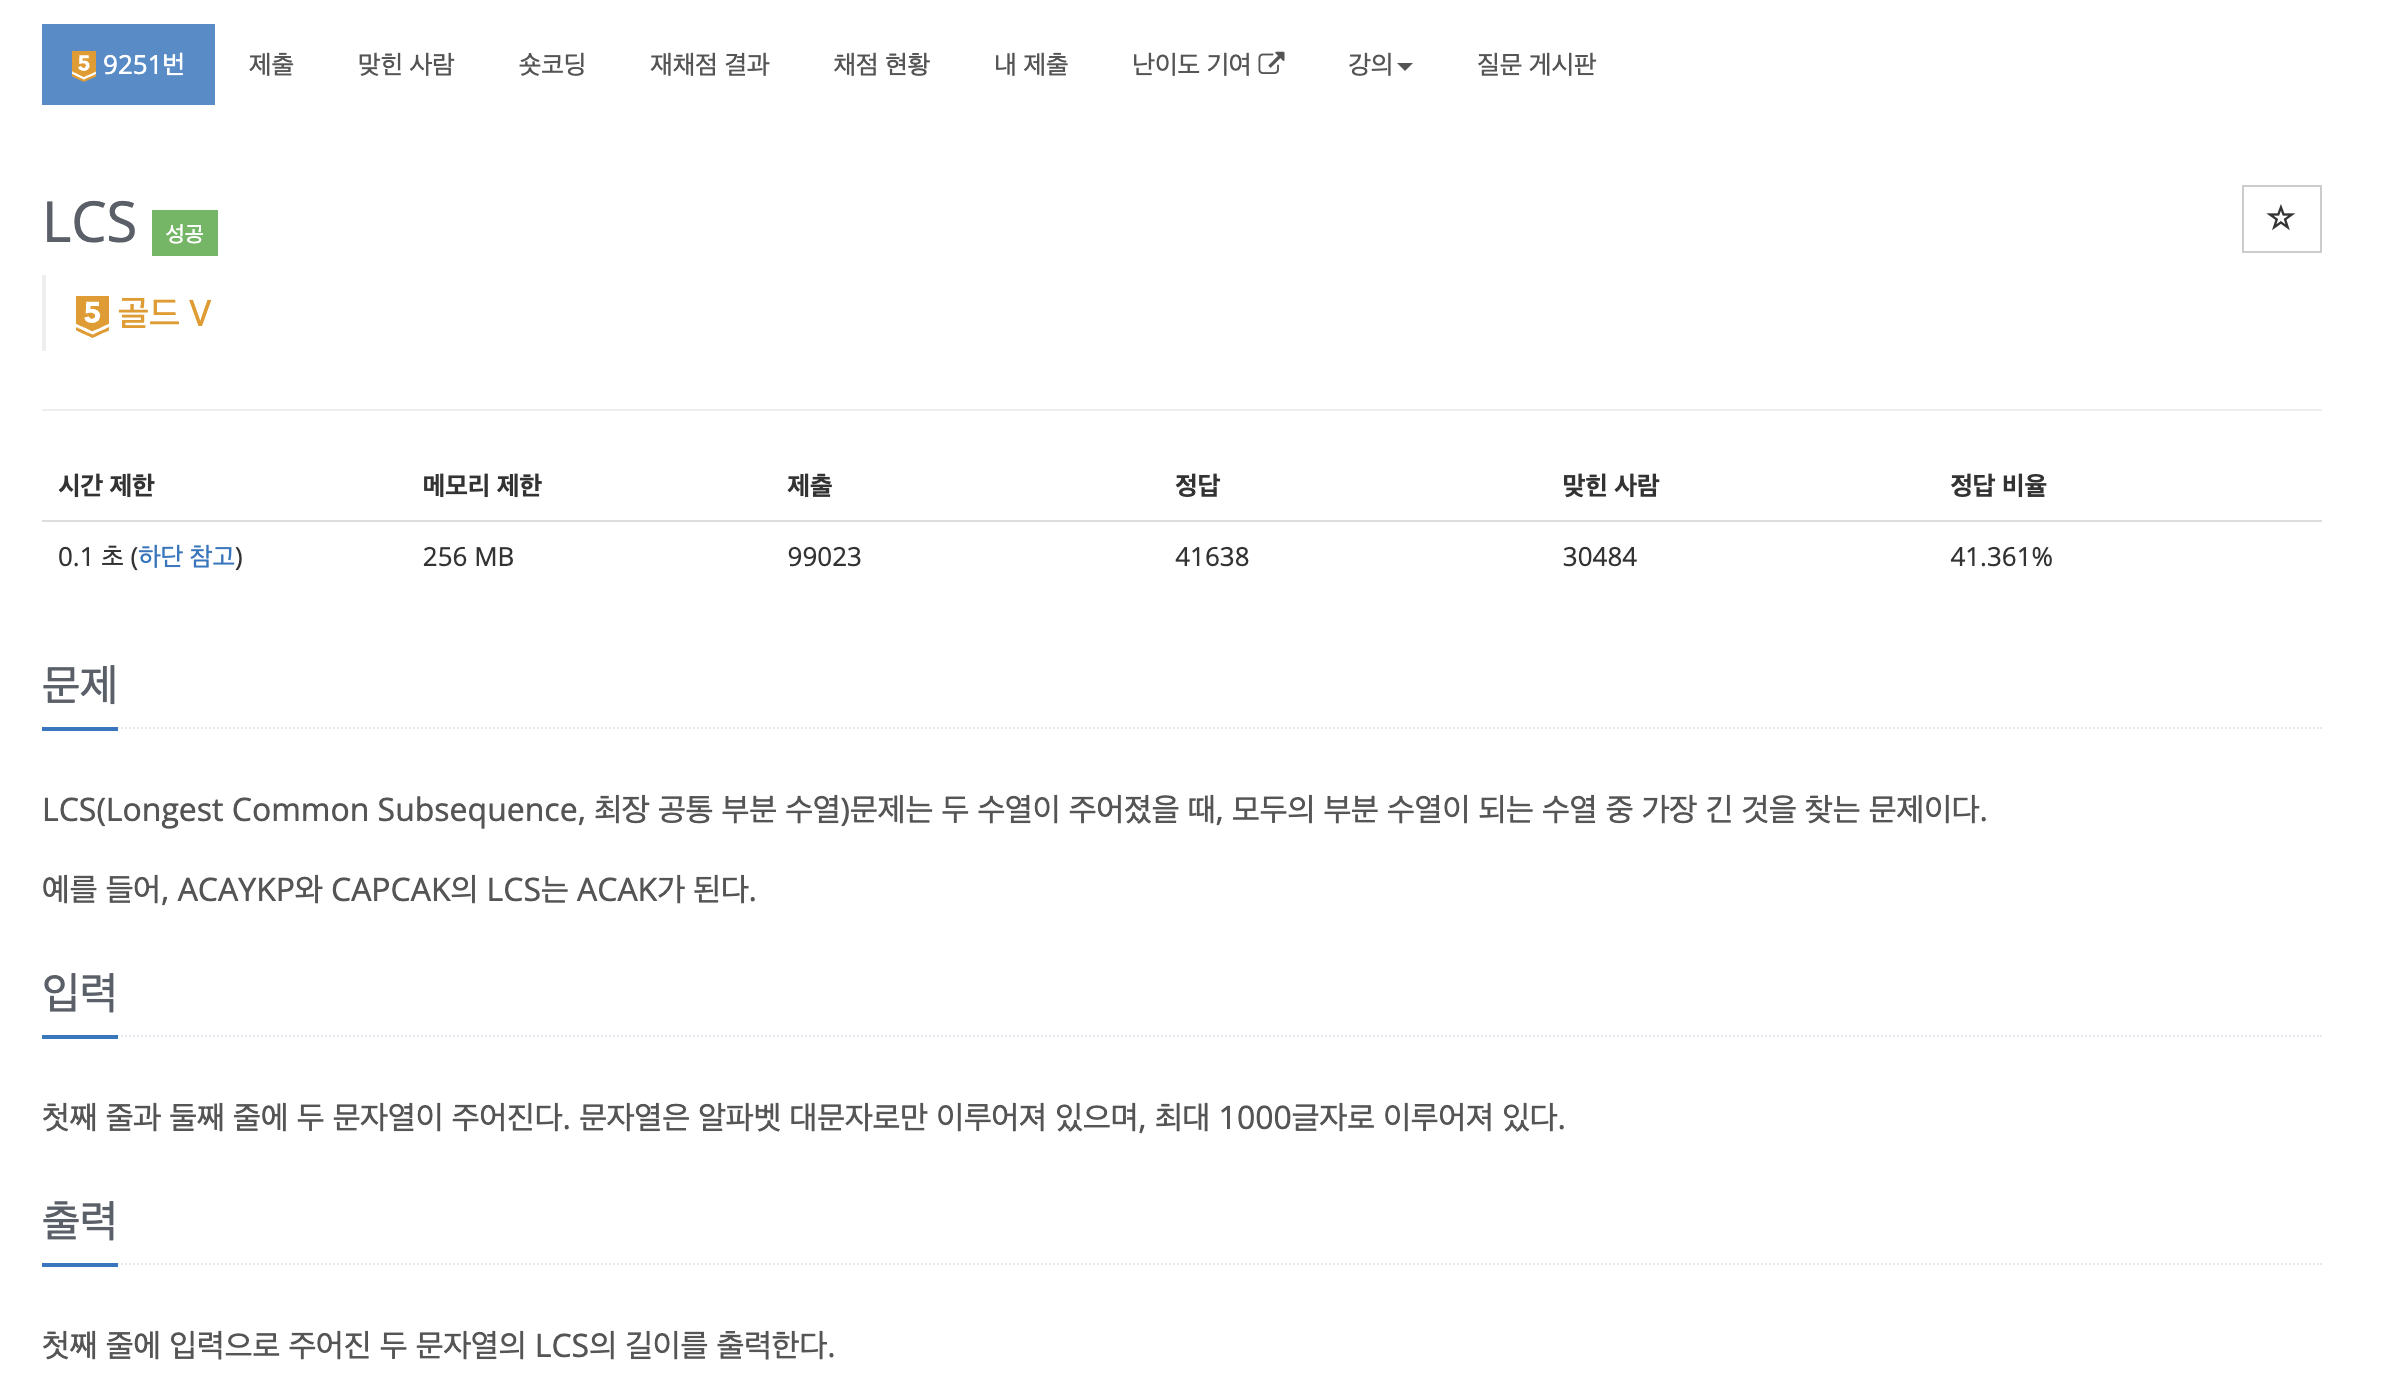 5 9251번 제출 맞힌 사람 숏코딩 재채점 결과 채점 현황 내 제출 난이도 기여 강의 질문 게시판
LCS 성공
5 골드 V
시간 제한 메모리 제한 제출 정답 맞힌 사람 정답 비율
0.1 초 (하단 참고) 256 MB 99023 41638 30484 41.361%
문제
LCS(Longest Common Subsequence, 최장 공통 부분 수열)문제는 두 수열이 주어졌을 때, 모두의 부분 수열이 되는 수열 중 가장 긴 것을 찾는 문제이다.
예를 들어, ACAYKP와 CAPCAK의 LCS는 ACAK가 된다.
입력
첫째 줄과 둘째 줄에 두 문자열이 주어진다. 문자열은 알파벳 대문자로만 이루어져 있으며, 최대 1000글자로 이루어져 있다.
출력
첫째 줄에 입력으로 주어진 두 문자열의 LCS의 길이를 출력한다.